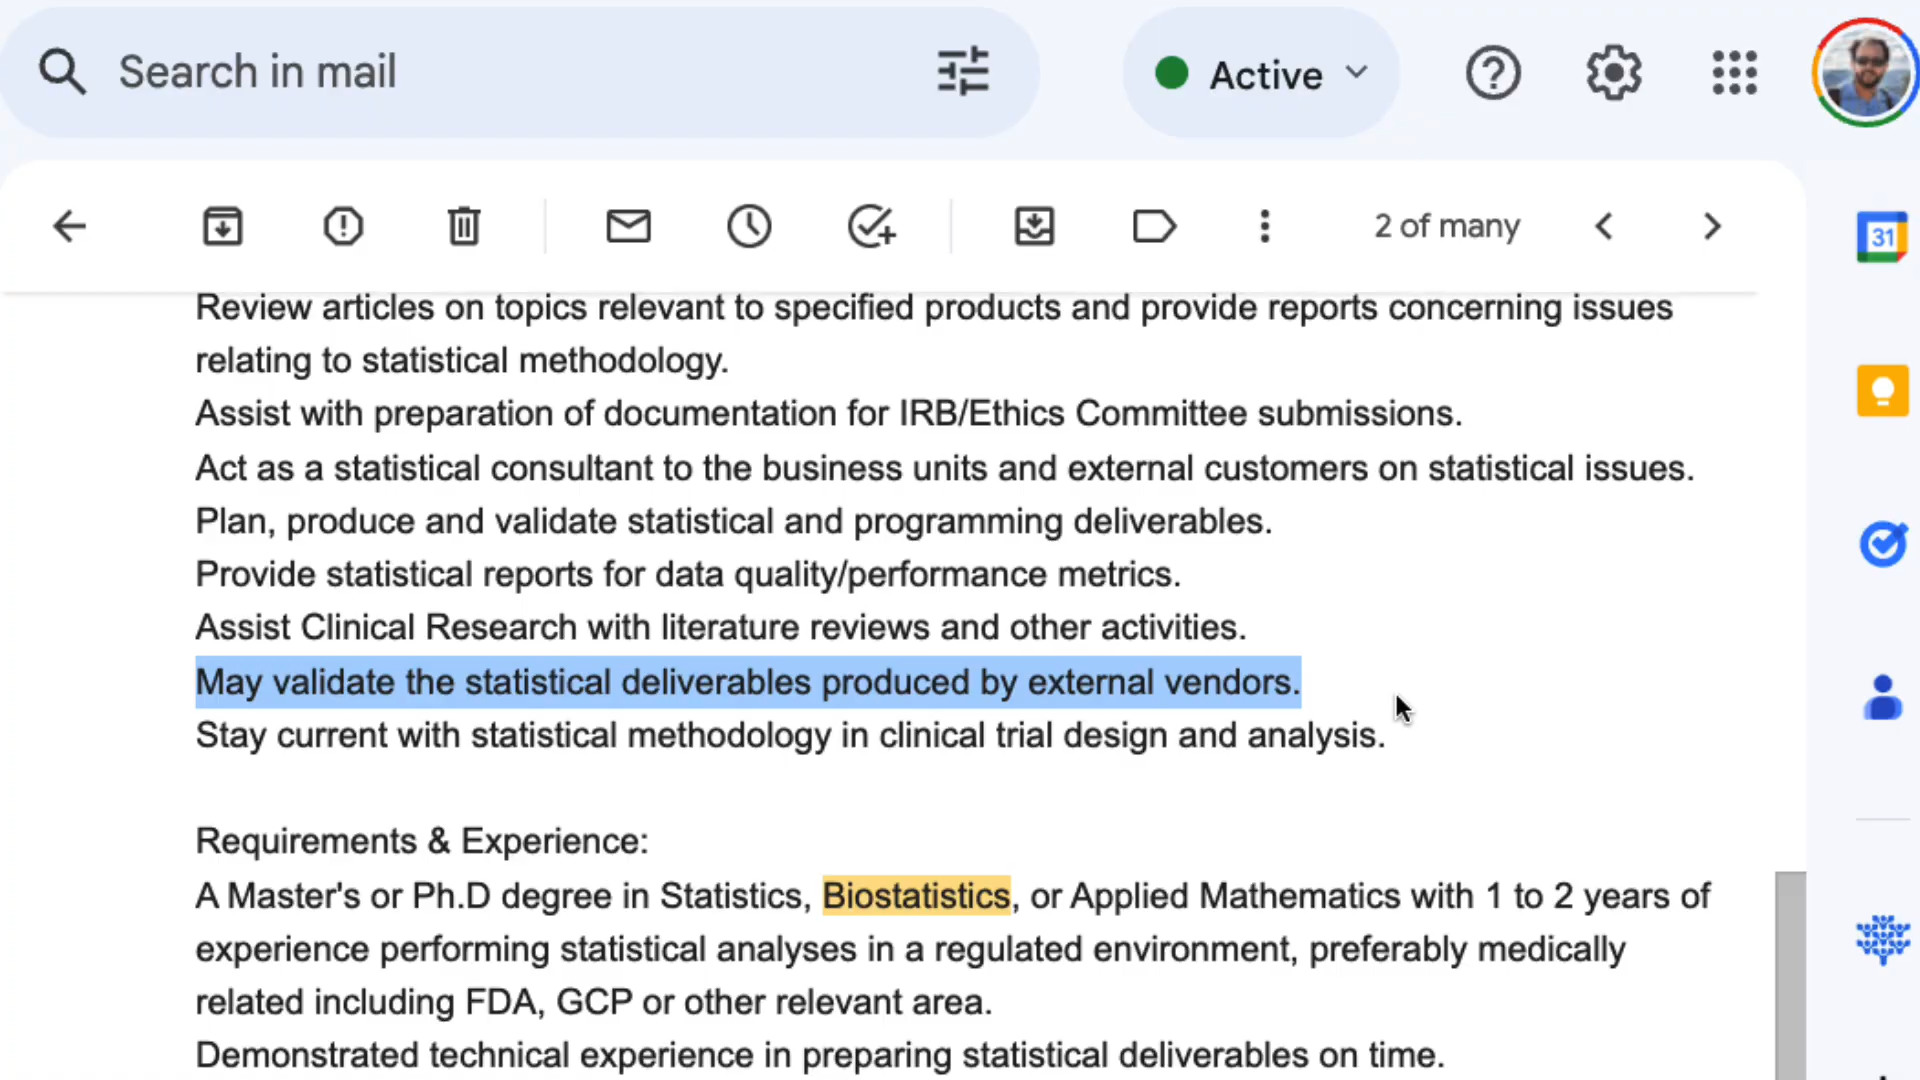 Search in mail
Active
2 of many
31
Review articles on topics relevant to specified products and provide reports concerning issues
relating to statistical methodology.
Assist with preparation of documentation for IRB/Ethics Committee submissions.
Act as a statistical consultant to the business units and external customers on statistical issues.
Plan, produce and validate statistical and programming deliverables.
Provide statistical reports for data quality/performance metrics.
Assist Clinical Research with literature reviews and other activities.
May validate the statistical deliverables produced by external vendors.
Stay current with statistical methodology in clinical trial design and analysis.
Requirements & Experience:
A Master's or Ph.D degree in Statistics, Biostatistics, or Applied Mathematics with 1 to 2 years of
experience performing statistical analyses in a regulated environment, preferably medically
related including FDA, GCP or other relevant area.
Demonstrated technical experience in preparing statistical deliverables on time.